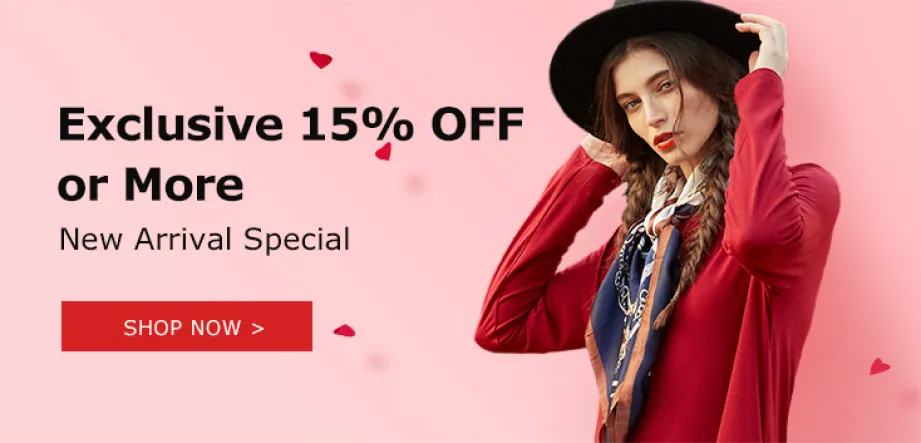 Exclusive 15% OFF
or More
New Arrival Special
SHOP NOW >